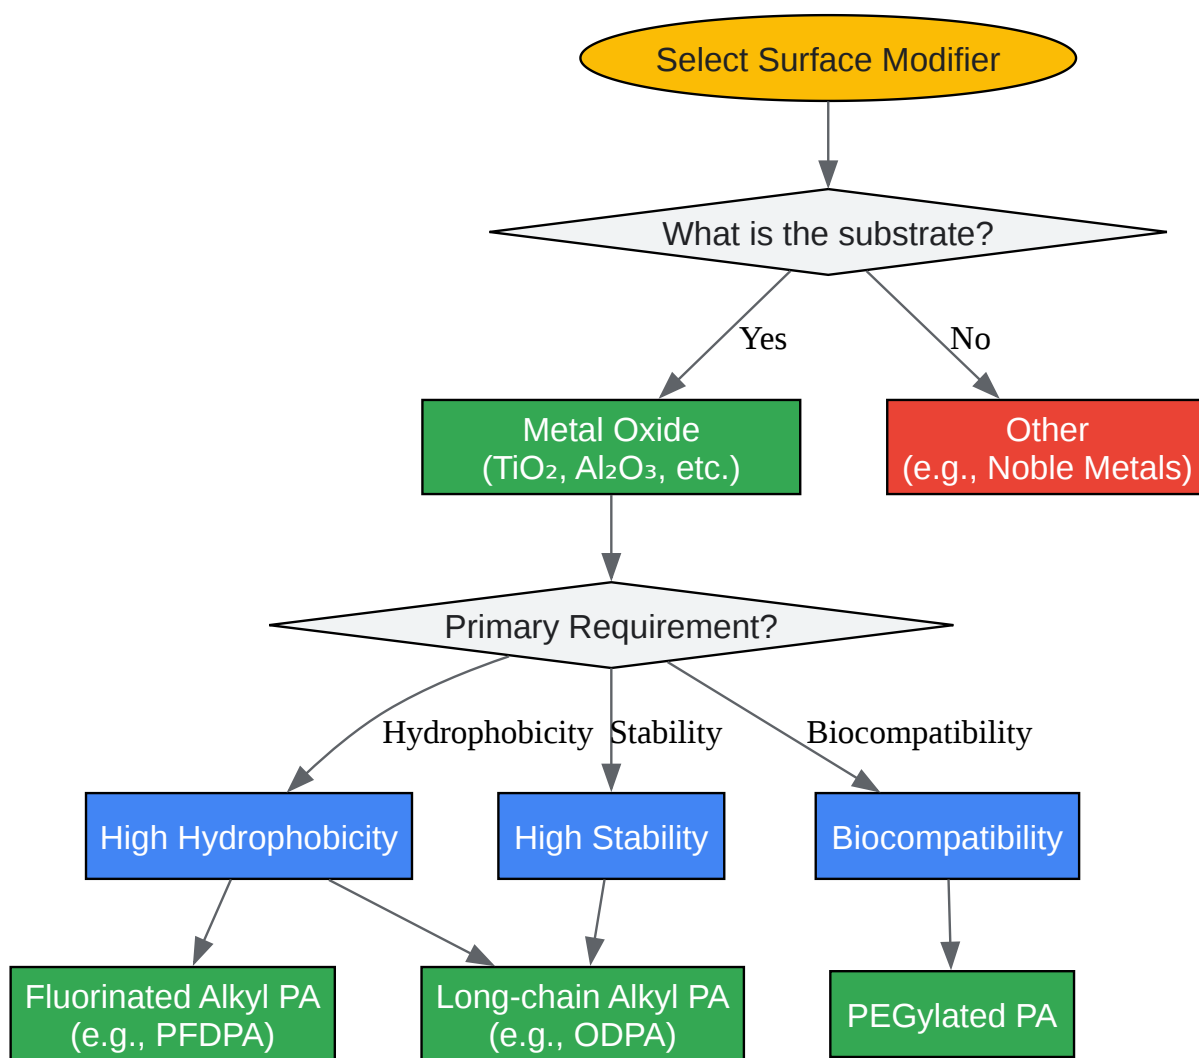 Select Surface Modifier
What is the substrate?
Yes
No
Metal Oxide
(TiO₂, Al₂O₃, etc.)
Other
(e.g., Noble Metals)
Primary Requirement?
Hydrophobicity
Stability
Biocompatibility
High Hydrophobicity
High Stability
Biocompatibility
Fluorinated Alkyl PA
(e.g., PFDPA)
Long-chain Alkyl PA
(e.g., ODPA)
PEGylated PA